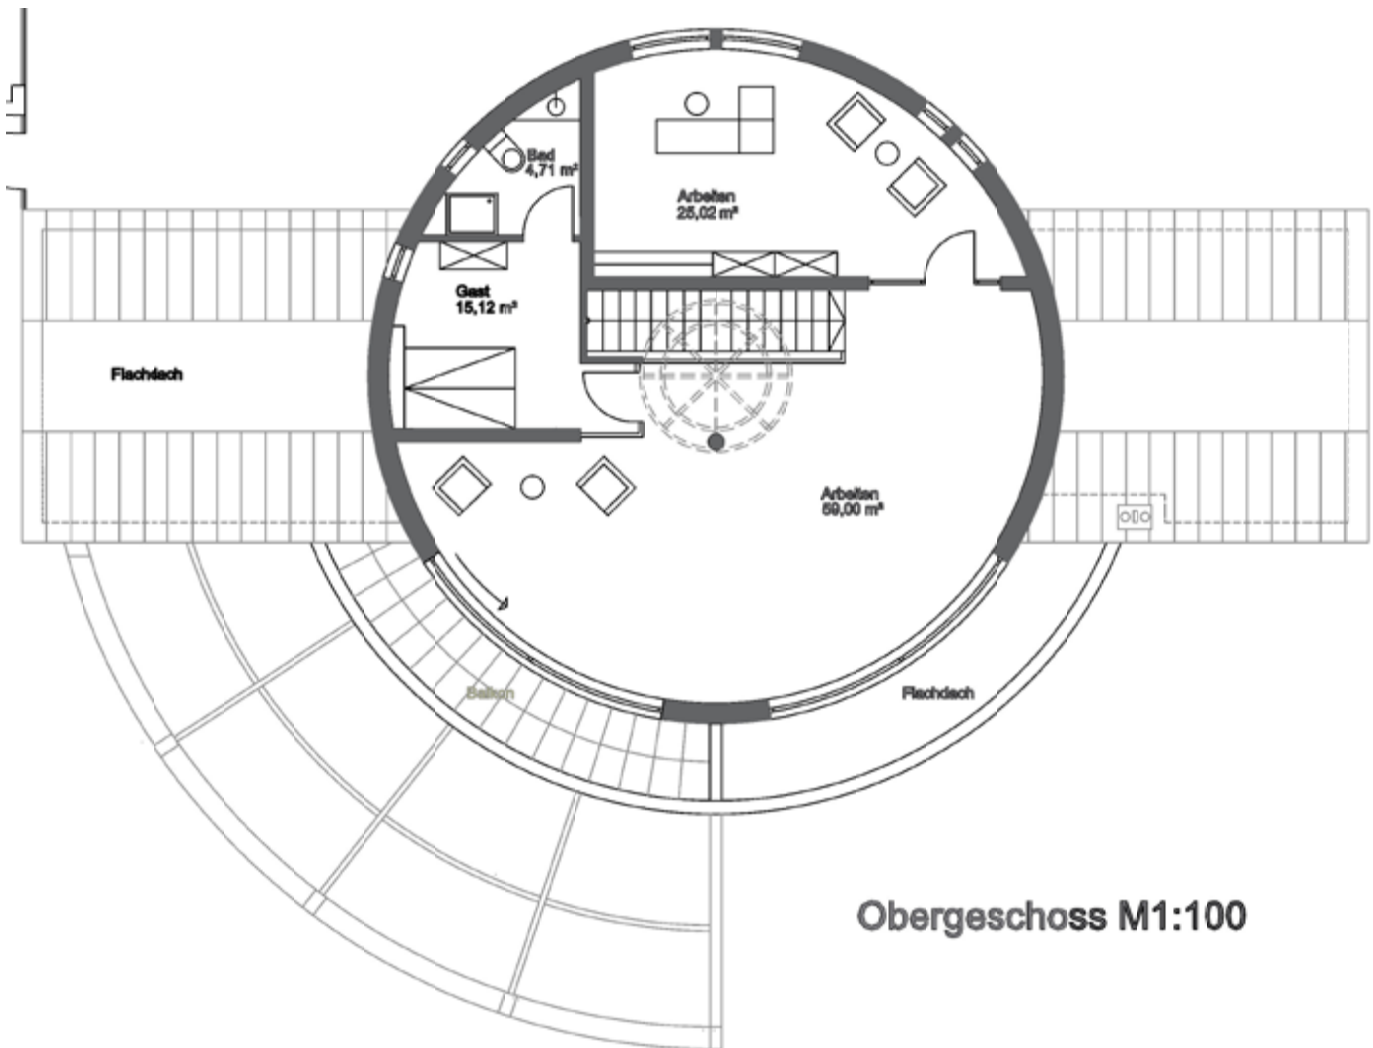 Bad
4,71 m²
Arbeiten
25,02 m²
Gast
15,12 m²
Flachdach
Arbeiten
59,00 m²
Balkon
Flachdach
Obergeschoss M1:100